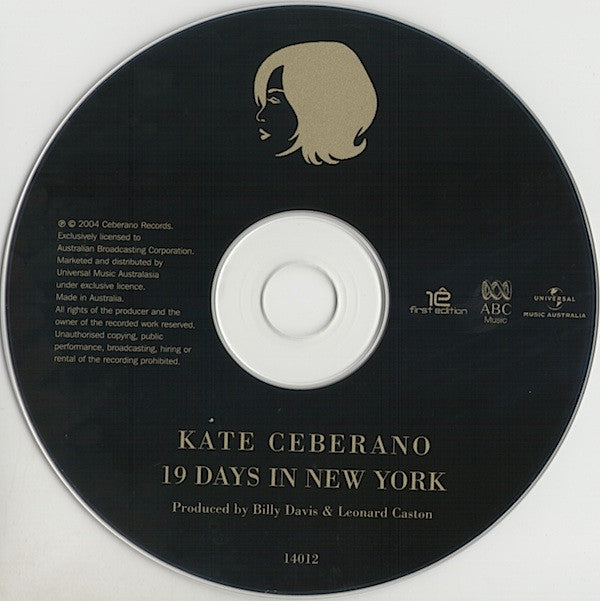 ℗ © 2004 Ceberano Records.
Exclusively licensed to
Australian Broadcasting Corporation.
Marketed and distributed by
Universal Music Australasia
under exclusive licence.
Made in Australia.
All rights of the producer and the
owner of the recorded work reserved.
Unauthorised copying, public
performance, broadcasting, hiring or
rental of the recording prohibited.
1ê
first edition
ABC
Music
UNIVERSAL
MUSIC AUSTRALIA
KATE CEBERANO
19 DAYS IN NEW YORK
Produced by Billy Davis & Leonard Caston
14012